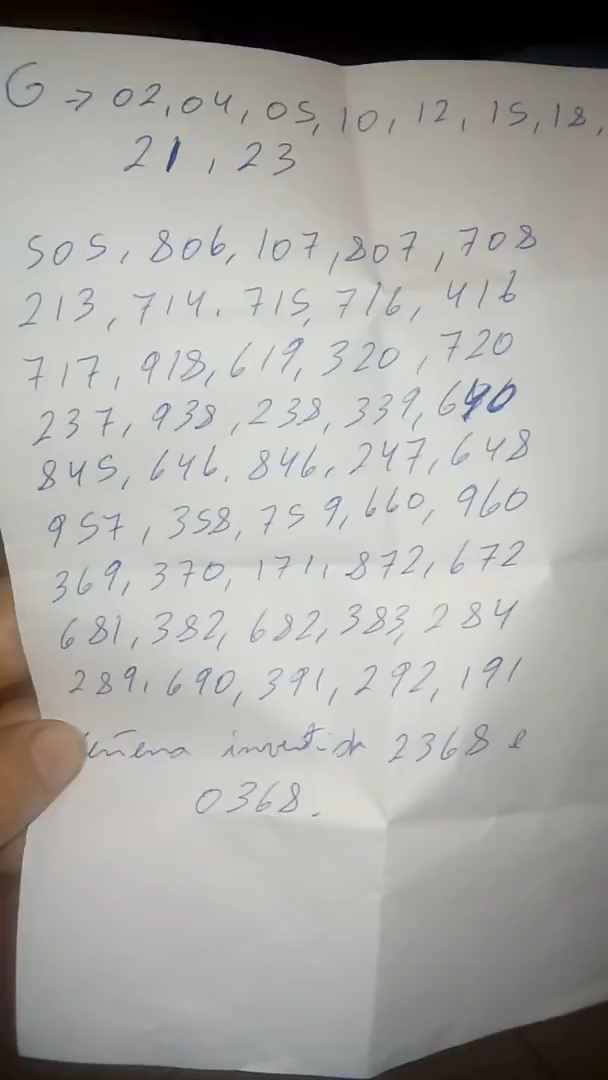 G → 02, 04, 05, 10, 12, 15, 18,
21, 23
505, 806, 107, 807, 708
213, 714. 715, 716, 416
717, 918, 619, 320, 720
237, 938, 238, 339,
845, 646. 846, 247, 648
957, 358, 759, 660, 960
369, 370, 171, 872, 672
681, 382, 682, 383, 284
289, 690, 391, 292, 191
2368 e
0368.